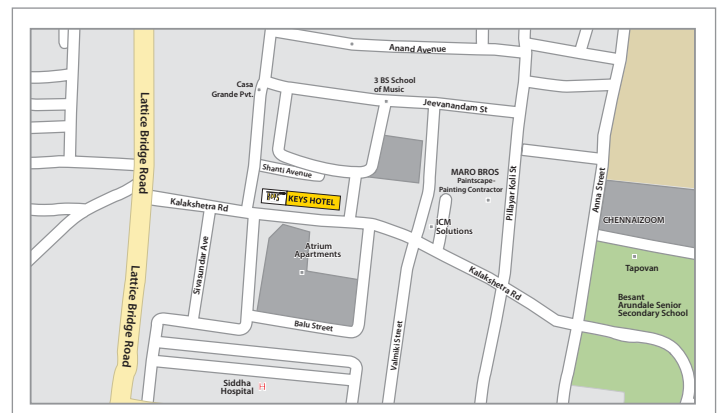 Anand Avenue
3 BS School
of Music
Casa
Grande Pvt.
Jeevanandam St
Lattice Bridge Road
Shanti Avenue
MARO BROS
Paintscape-
Painting Contractor
Pillayar Koil St
Anna Street
KEYS HOTEL
Kalakshetra Rd
CHENNAIZOOM
ICM
Solutions
Sivasundar Ave
Atrium
Apartments
Kalakshetra Rd
Tapovan
Lattice Bridge Road
Besant
Arundale Senior
Secondary School
Balu Street
Valmiki Street
Siddha
Hospital
H